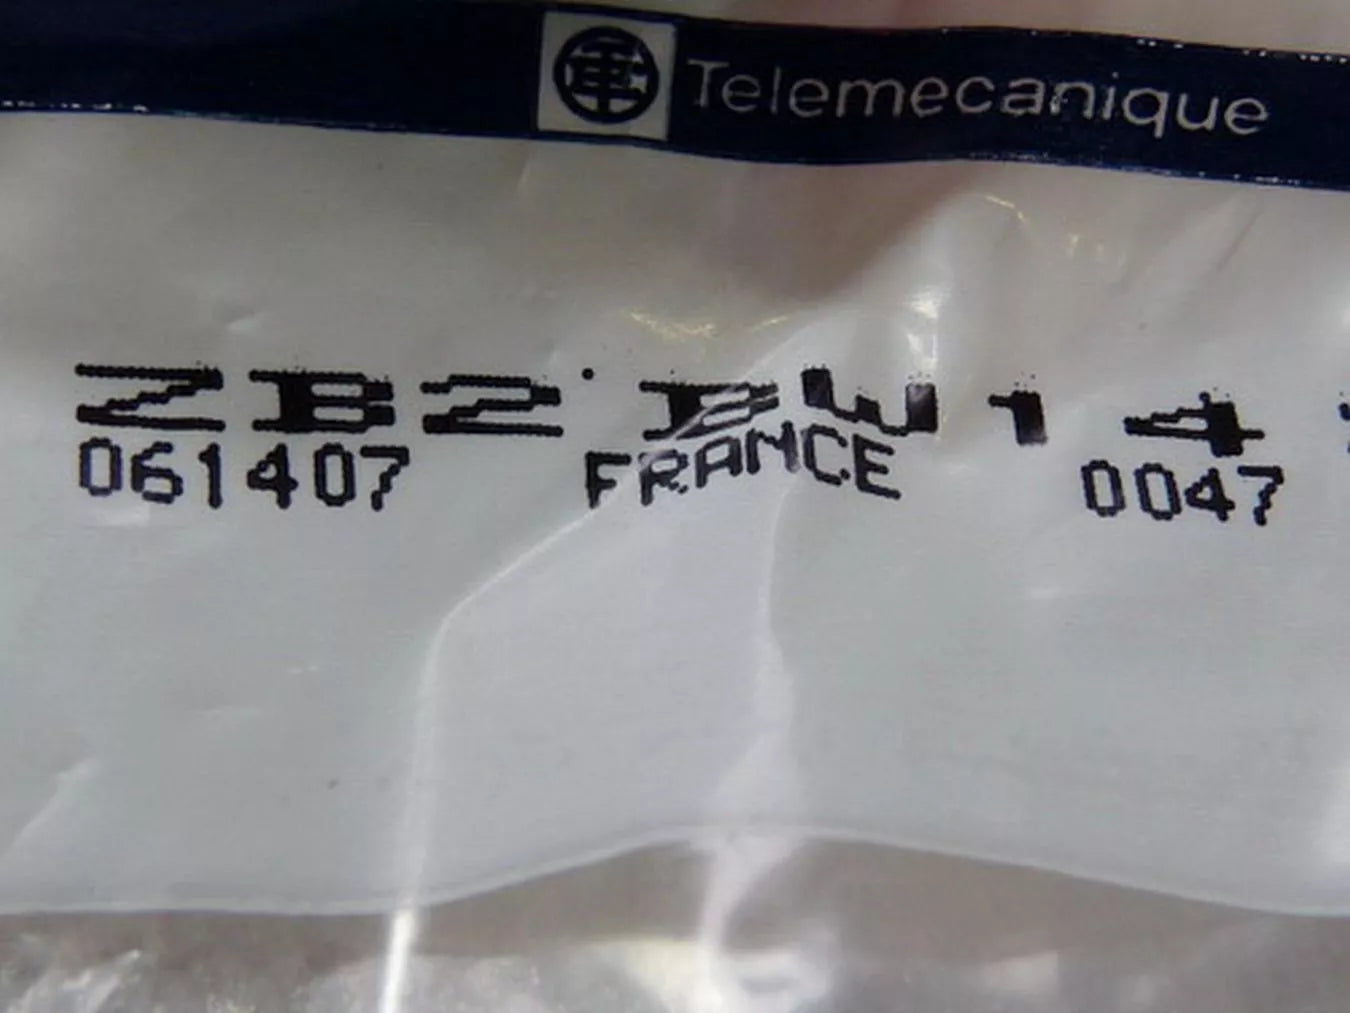 Telemecanique
ZB2 BW14
061407 FRANCE 0047